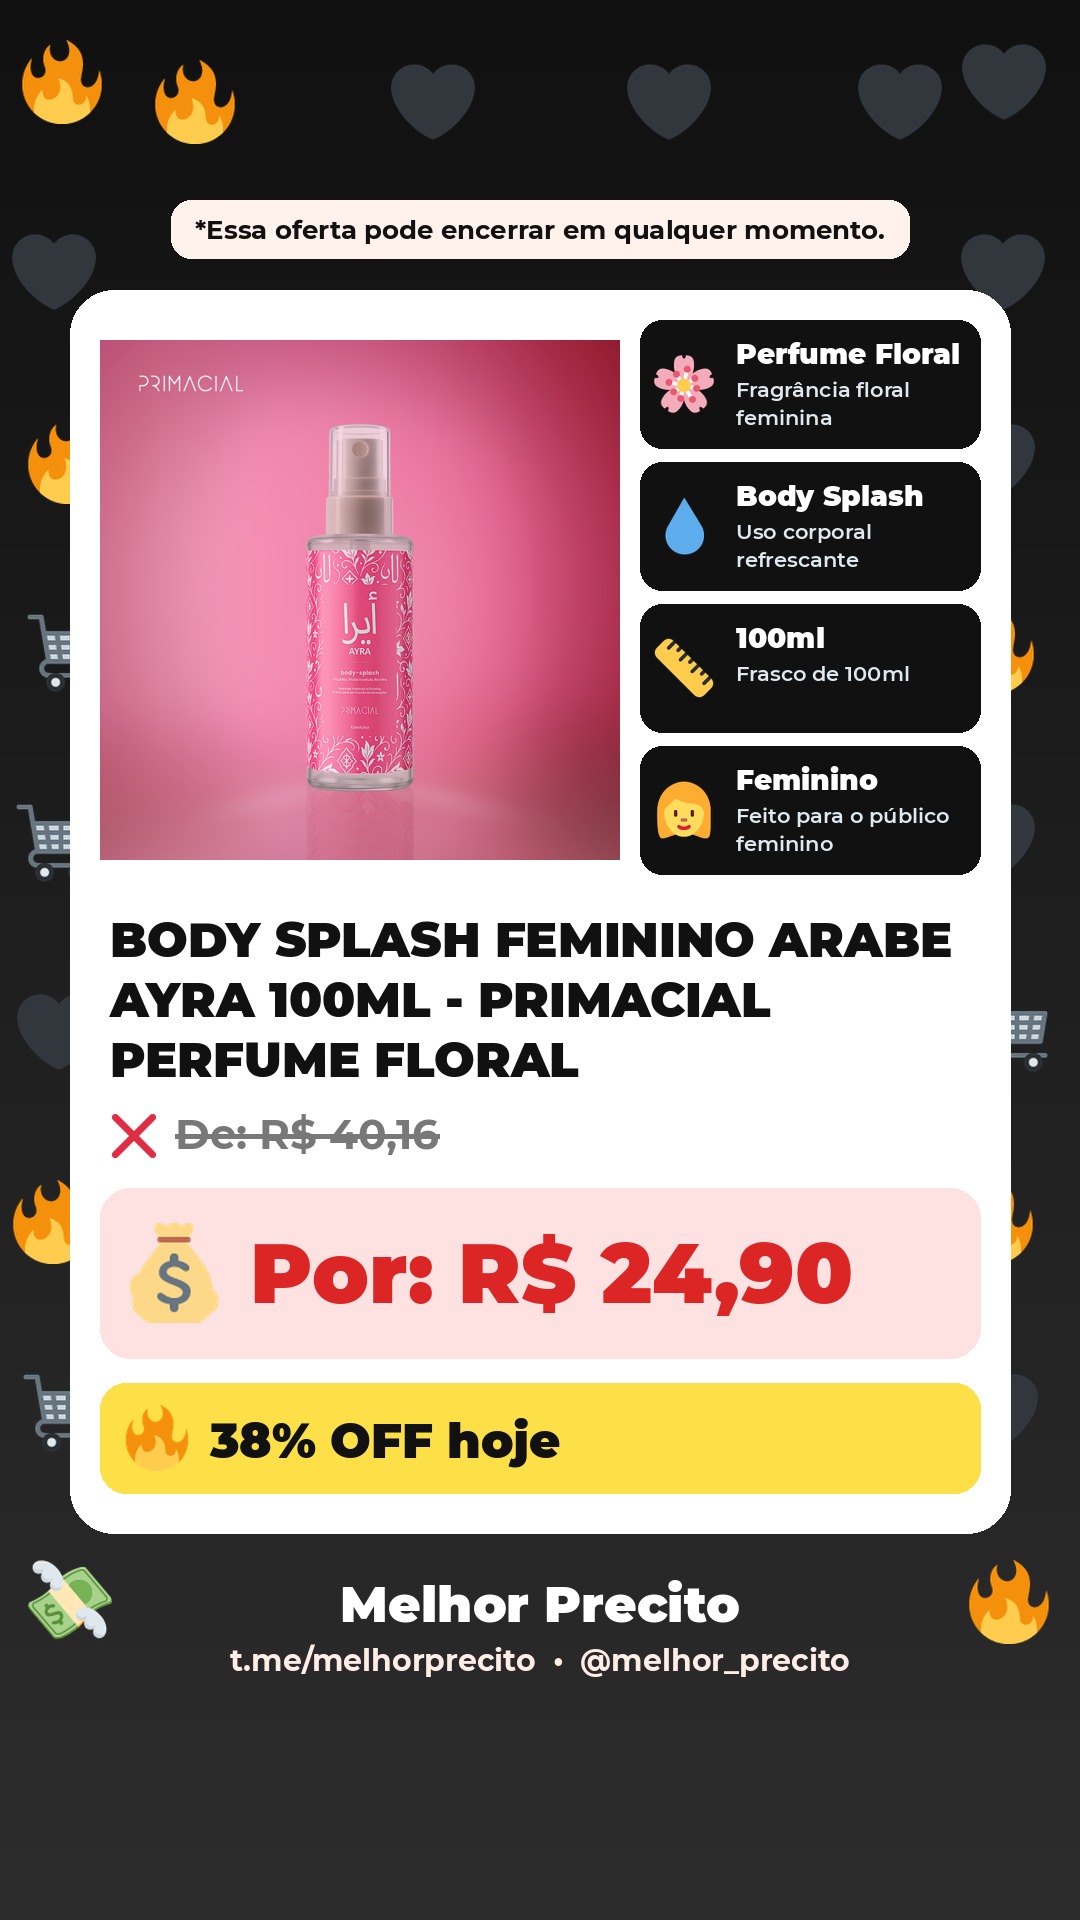 *Essa oferta pode encerrar em qualquer momento.
PRIMACIAL
أيرا
AYRA
body-splash
PRIMACIAL
Perfume Floral
Fragrância floral
feminina
Body Splash
Uso corporal
refrescante
100ml
Frasco de 100ml
Feminino
Feito para o público
feminino
BODY SPLASH FEMININO ARABE
AYRA 100ML - PRIMACIAL
PERFUME FLORAL
De: R$ 40,16
Por: R$ 24,90
38% OFF hoje
Melhor Precito
t.me/melhorprecito • @melhor_precito